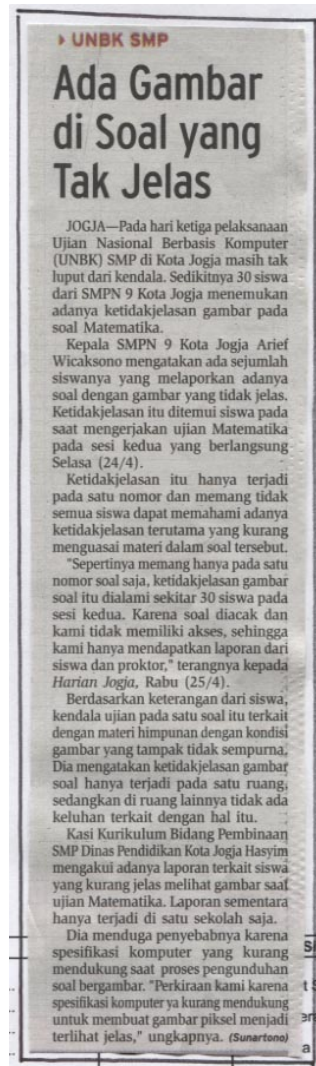 UNBK SMP
Ada Gambar
di Soal yang
Tak Jelas
JOGJA—Pada hari ketiga pelaksanaan
Ujian Nasional Berbasis Komputer
(UNBK) SMP di Kota Jogja masih tak
luput dari kendala. Sedikitnya 30 siswa
dari SMPN 9 Kota Jogja menemukan
adanya ketidakjelasan gambar pada
soal Matematika.
Kepala SMPN 9 Kota Jogja Arief
Wicaksono mengatakan ada sejumlah
siswanya yang melaporkan adanya
soal dengan gambar yang tidak jelas.
Ketidakjelasan itu ditemui siswa pada
saat mengerjakan ujian Matematika
pada sesi kedua yang berlangsung
Selasa (24/4).
Ketidakjelasan itu hanya terjadi
pada satu nomor dan memang tidak
semua siswa dapat memahami adanya
ketidakjelasan terutama yang kurang
menguasai materi dalam soal tersebut.
"Sepertinya memang hanya pada satu
nomor soal saja, ketidakjelasan gambar
soal itu dialami sekitar 30 siswa pada
sesi kedua. Karena soal diacak dan
kami tidak memiliki akses, sehingga
kami hanya mendapatkan laporan dari
siswa dan proktor," terangnya kepada
Harian Jogja, Rabu (25/4).
Berdasarkan keterangan dari siswa,
kendala ujian pada satu soal itu terkait
dengan materi himpunan dengan kondisi
gambar yang tampak tidak sempurna.
Dia mengatakan ketidakjelasan gambar
soal hanya terjadi pada satu ruang,
sedangkan di ruang lainnya tidak ada
keluhan terkait dengan hal itu.
Kasi Kurikulum Bidang Pembinaan
SMP Dinas Pendidikan Kota Jogja Hasyim
mengakui adanya laporan terkait siswa
yang kurang jelas melihat gambar saat
ujian Matematika. Laporan sementara
hanya terjadi di satu sekolah saja.
Dia menduga penyebabnya karena
spesifikasi komputer yang kurang
mendukung saat proses pengunduhan
soal bergambar. "Perkiraan kami karena
spesifikasi komputer ya kurang mendukung
untuk membuat gambar piksel menjadi
terlihat jelas," ungkapnya. (Sunartono)